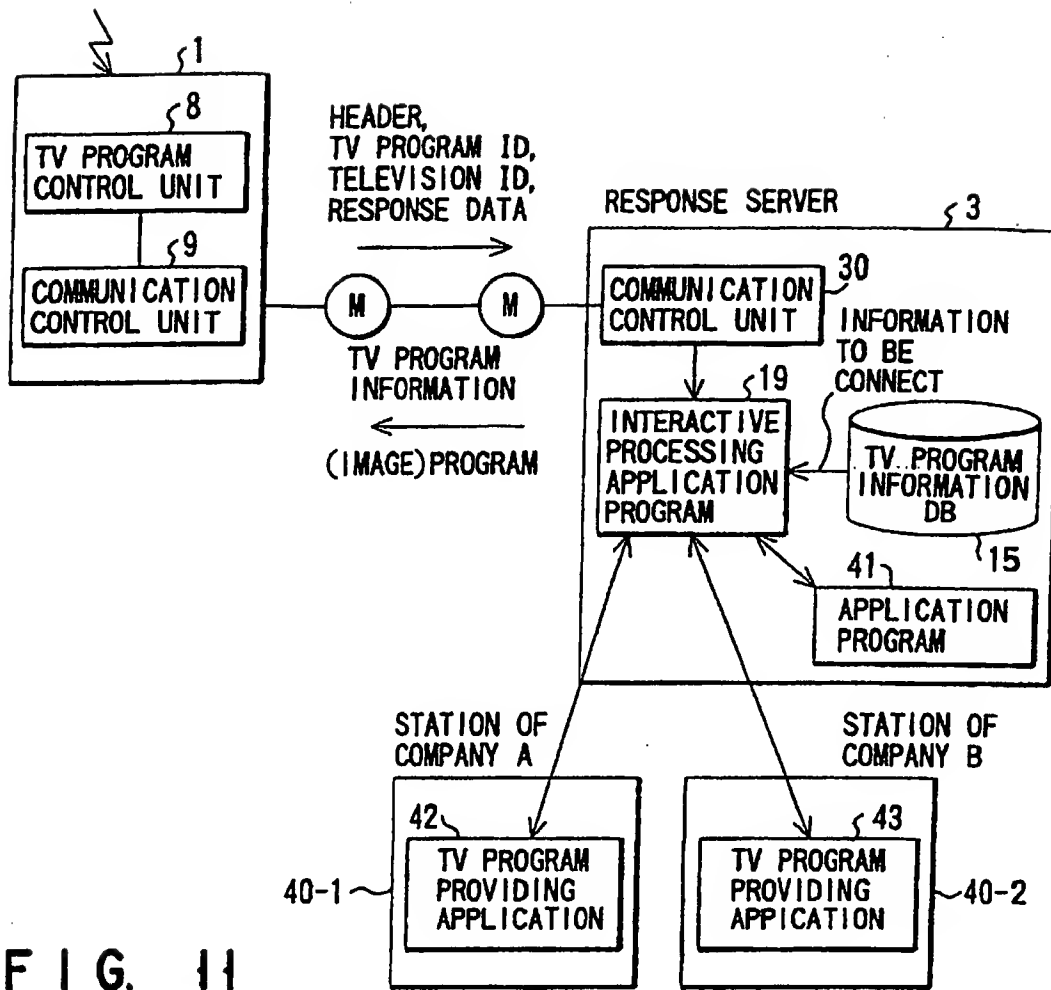 1
8
TV PROGRAM
CONTROL UNIT
9
COMMUNICATION
CONTROL UNIT
HEADER,
TV PROGRAM ID,
TELEVISION ID,
RESPONSE DATA
M
M
TV PROGRAM
INFORMATION
(IMAGE)PROGRAM
RESPONSE SERVER
3
30
COMMUNICATION
CONTROL UNIT
INFORMATION
TO BE
CONNECT
19
INTERACTIVE
PROCESSING
APPLICATION
PROGRAM
TV PROGRAM
INFORMATION
DB
15
41
APPLICATION
PROGRAM
STATION OF
COMPANY A
42
TV PROGRAM
PROVIDING
APPLICATION
40-1
STATION OF
COMPANY B
43
TV PROGRAM
PROVIDING
APPICATION
40-2
FIG. 11